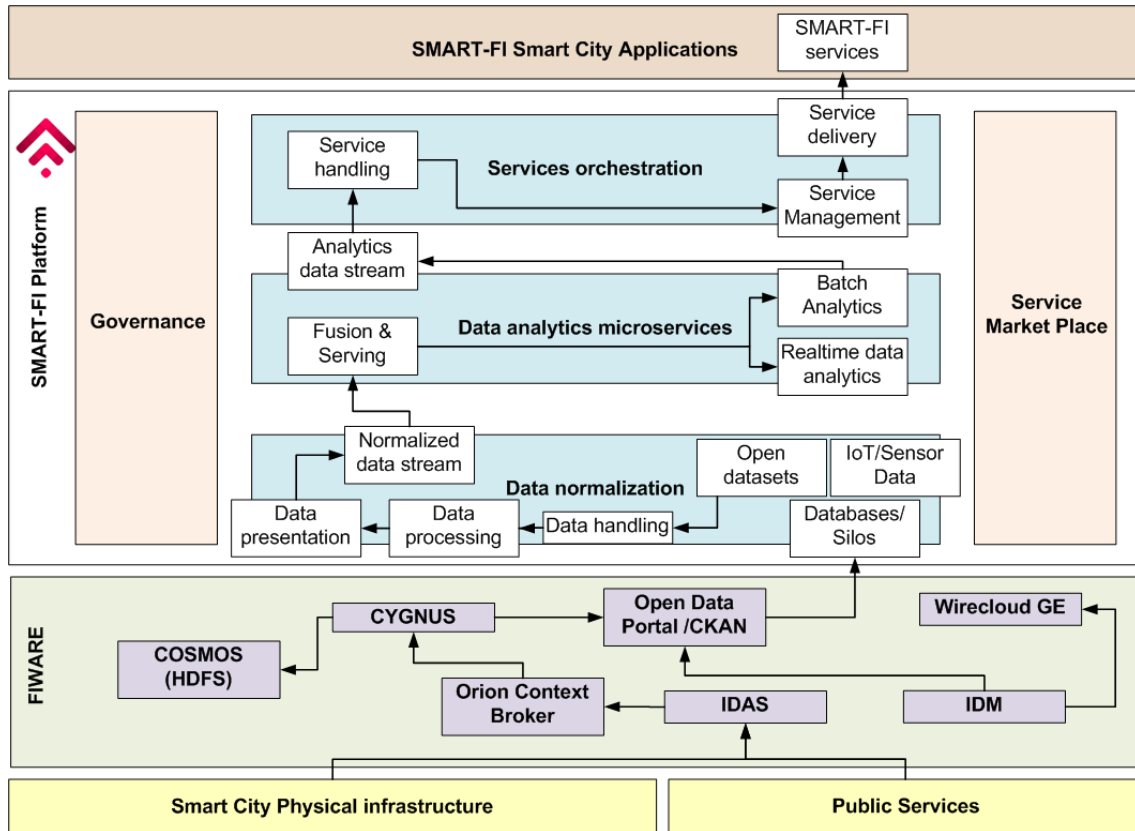 SMART-FI Smart City Applications
SMART-FI
services
SMART-FI Platform
Governance
Service
Market Place
Service
delivery
Service
handling
Services orchestration
Service
Management
Analytics
data stream
Batch
Analytics
Fusion &
Serving
Data analytics microservices
Realtime data
analytics
Normalized
data stream
Open
datasets
IoT/Sensor
Data
Data normalization
Data
presentation
Data
processing
Data handling
Databases/
Silos
FIWARE
CYGNUS
Open Data
Portal /CKAN
Wirecloud GE
COSMOS
(HDFS)
Orion Context
Broker
IDAS
IDM
Smart City Physical infrastructure
Public Services